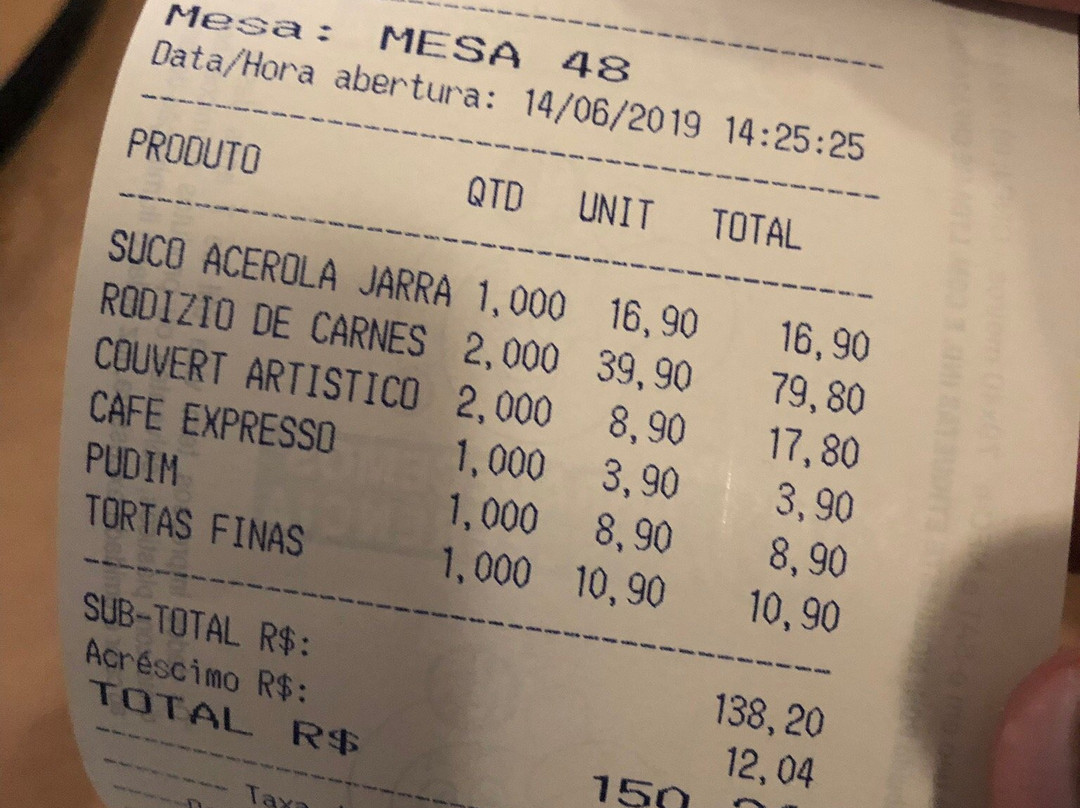 Mesa: MESA 48
Data/Hora abertura: 14/06/2019 14:25:25
PRODUTO QTD UNIT TOTAL
SUCO ACEROLA JARRA 1,000 16,90 16,90
RODIZIO DE CARNES 2,000 39,90 79,80
COUVERT ARTISTICO 2,000 8,90 17,80
CAFE EXPRESSO 1,000 3,90 3,90
PUDIM 1,000 8,90 8,90
TORTAS FINAS 1,000 10,90 10,90
SUB-TOTAL R$: 138,20
Acréscimo R$: 12,04
TOTAL R$ 150
Taxa